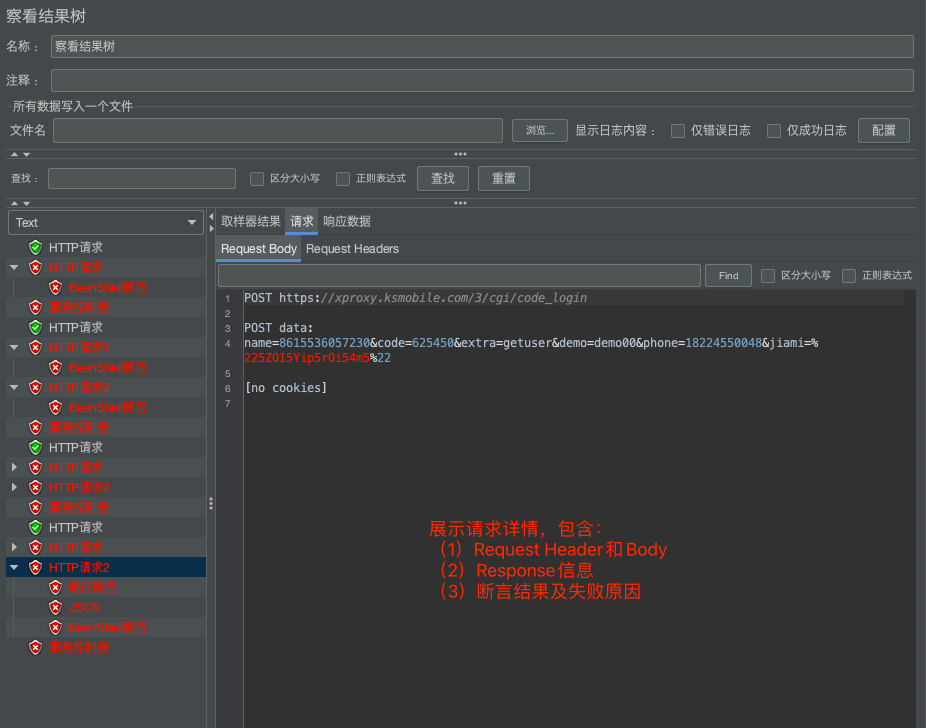 察看结果树
名称： 察看结果树
注释：
所有数据写入一个文件
文件名 浏览... 显示日志内容： 仅错误日志 仅成功日志 配置
查找： 区分大小写 正则表达式 查找 重置
Text 取样器结果 请求 响应数据
Request Body Request Headers
Find 区分大小写 正则表达式
HTTP请求
HTTP请求
BeanShell断言
事务控制器
HTTP请求
HTTP请求1
BeanShell断言
HTTP请求2
BeanShell断言
事务控制器
HTTP请求
HTTP请求
HTTP请求2
事务控制器
HTTP请求
HTTP请求
HTTP请求2
响应断言
JSON
BeanShell断言
事务控制器
1 POST https://xproxy.ksmobile.com/3/cgi/code_login
2
3 POST data:
4 name=8615536057230&code=625450&extra=getuser&demo=demo00&phone=18224550048&jiami=%
225ZOI5Yip5rOi54m5%22
5
6 [no cookies]
7
展示请求详情，包含：
（1）Request Header和Body
（2）Response信息
（3）断言结果及失败原因